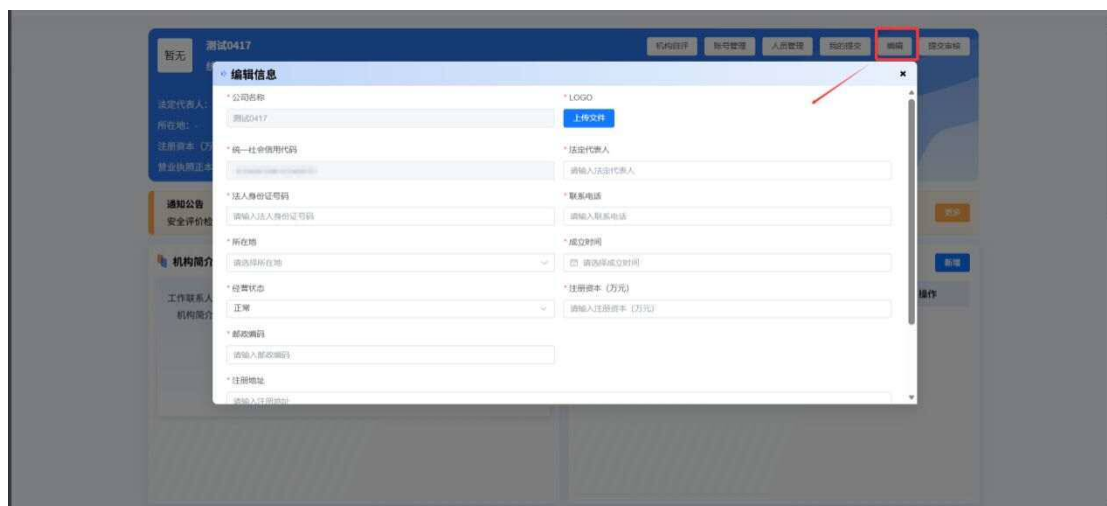 暂无
测试0417
机构自评 账号管理 人员管理 我的提交 编辑 提交审核
编辑信息
法定代表人:
所在地: -
注册资本 (万
营业执照正本
* 公司名称
* LOGO
测试0417
上传文件
* 统一社会信用代码
* 法定代表人
请输入法定代表人
* 法人身份证号码
* 联系电话
请输入法人身份证号码
请输入联系电话
通知公告
安全评价检
更多
* 所在地
* 成立时间
请选择所在地
请选择成立时间
机构简介
新增
* 经营状态
* 注册资本 (万元)
正常
请输入注册资本 (万元)
工作联系人
机构简介
操作
* 邮政编码
请输入邮政编码
* 注册地址
请输入注册地址